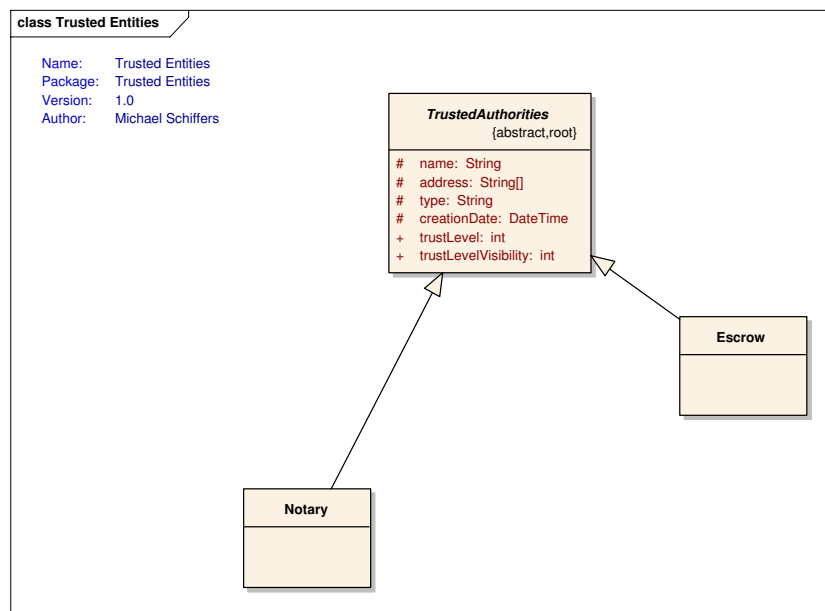 class Trusted Entities
Name: Trusted Entities
Package: Trusted Entities
Version: 1.0
Author: Michael Schiffers
TrustedAuthorities
{abstract,root}
# name: String
# address: String[]
# type: String
# creationDate: DateTime
+ trustLevel: int
+ trustLevelVisibility: int
Escrow
Notary